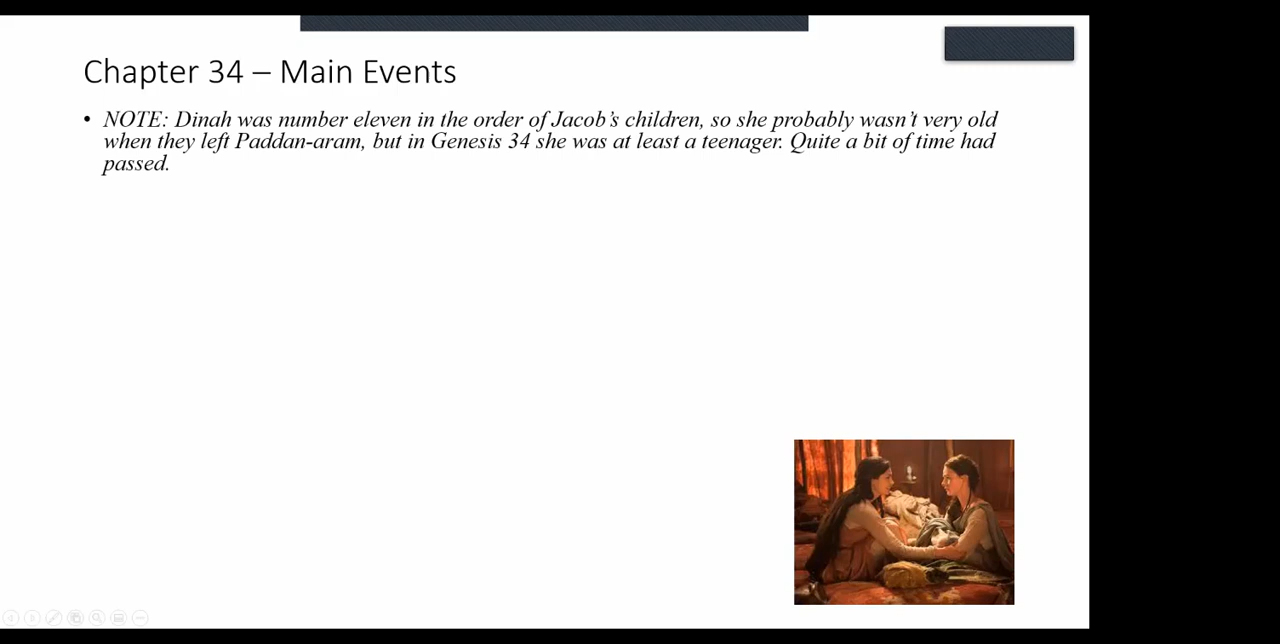 Chapter 34 – Main Events
• NOTE: Dinah was number eleven in the order of Jacob’s children, so she probably wasn’t very old
when they left Paddan-aram, but in Genesis 34 she was at least a teenager. Quite a bit of time had
passed.